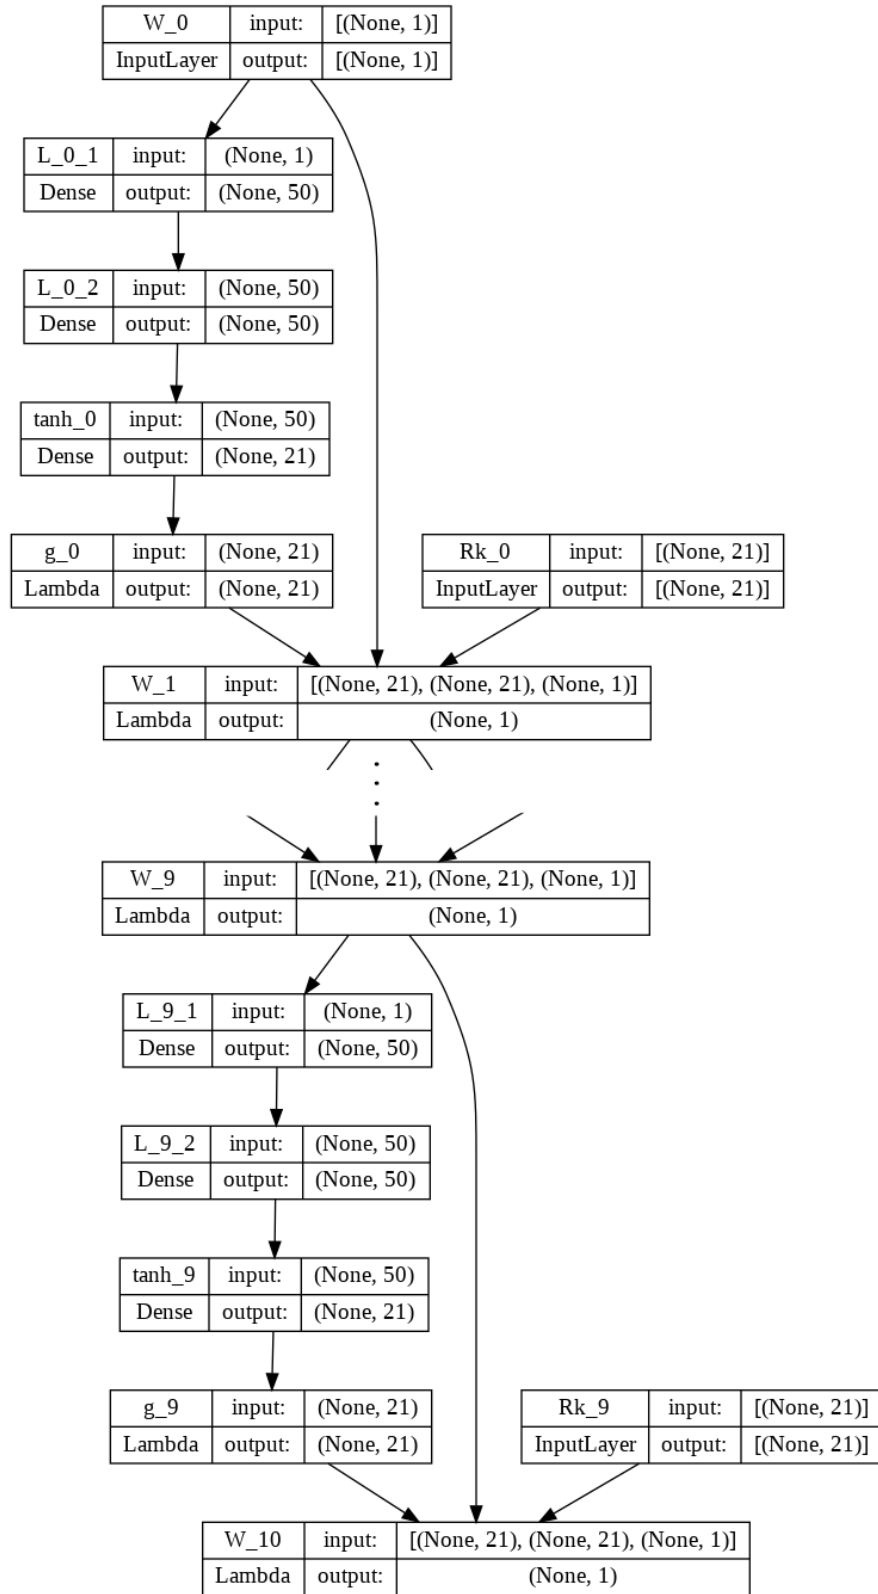 W_0 input: [(None, 1)]
InputLayer output: [(None, 1)]
L_0_1 input: (None, 1)
Dense output: (None, 50)
L_0_2 input: (None, 50)
Dense output: (None, 50)
tanh_0 input: (None, 50)
Dense output: (None, 21)
g_0 input: (None, 21)
Lambda output: (None, 21)
Rk_0 input: [(None, 21)]
InputLayer output: [(None, 21)]
W_1 input: [(None, 21), (None, 21), (None, 1)]
Lambda output: (None, 1)
W_9 input: [(None, 21), (None, 21), (None, 1)]
Lambda output: (None, 1)
L_9_1 input: (None, 1)
Dense output: (None, 50)
L_9_2 input: (None, 50)
Dense output: (None, 50)
tanh_9 input: (None, 50)
Dense output: (None, 21)
g_9 input: (None, 21)
Lambda output: (None, 21)
Rk_9 input: [(None, 21)]
InputLayer output: [(None, 21)]
W_10 input: [(None, 21), (None, 21), (None, 1)]
Lambda output: (None, 1)